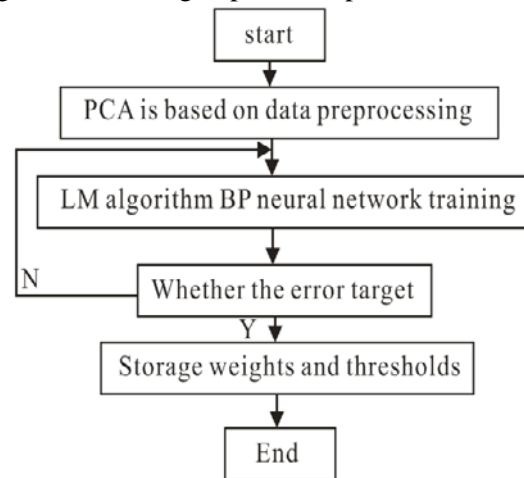 start
PCA is based on data preprocessing
LM algorithm BP neural network training
N
Whether the error target
Y
Storage weights and thresholds
End